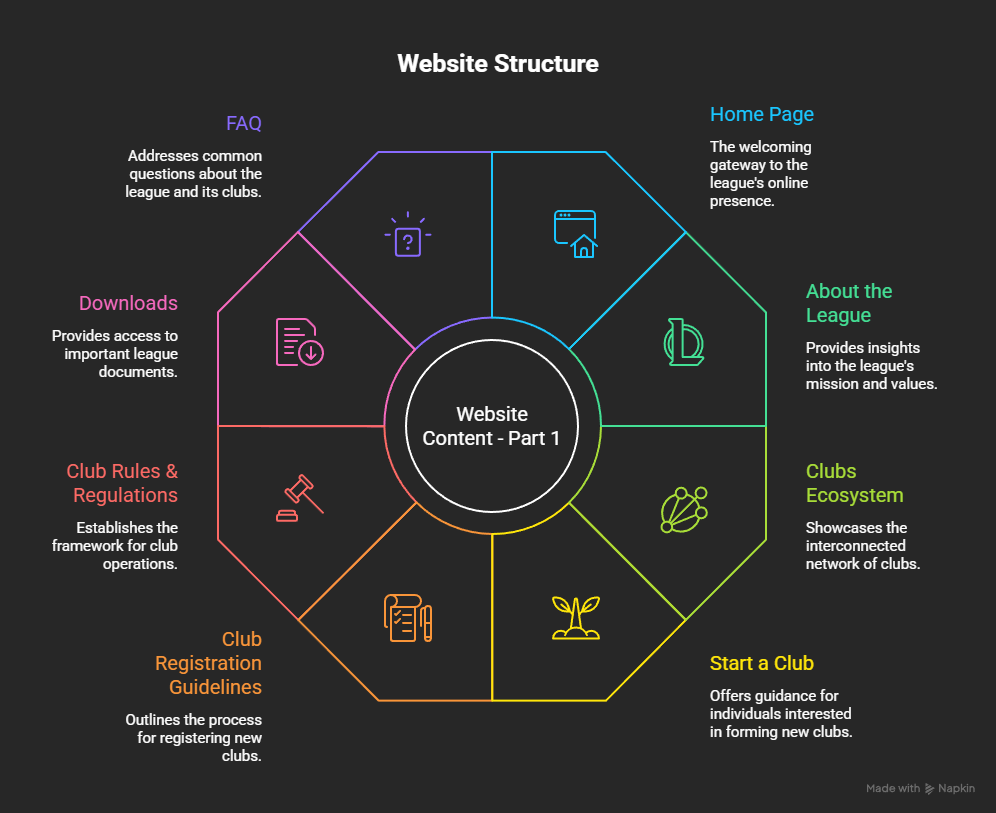 Website Structure
Home Page
The welcoming
gateway to the
league's online
presence.
About the
League
Provides insights
into the league's
mission and values.
Clubs
Ecosystem
Showcases the
interconnected
network of clubs.
Start a Club
Offers guidance for
individuals interested
in forming new clubs.
Club
Registration
Guidelines
Outlines the process
for registering new
clubs.
Club Rules &
Regulations
Establishes the
framework for club
operations.
Downloads
Provides access to
important league
documents.
FAQ
Addresses common
questions about the
league and its clubs.
?
Website
Content - Part 1
Made with Napkin